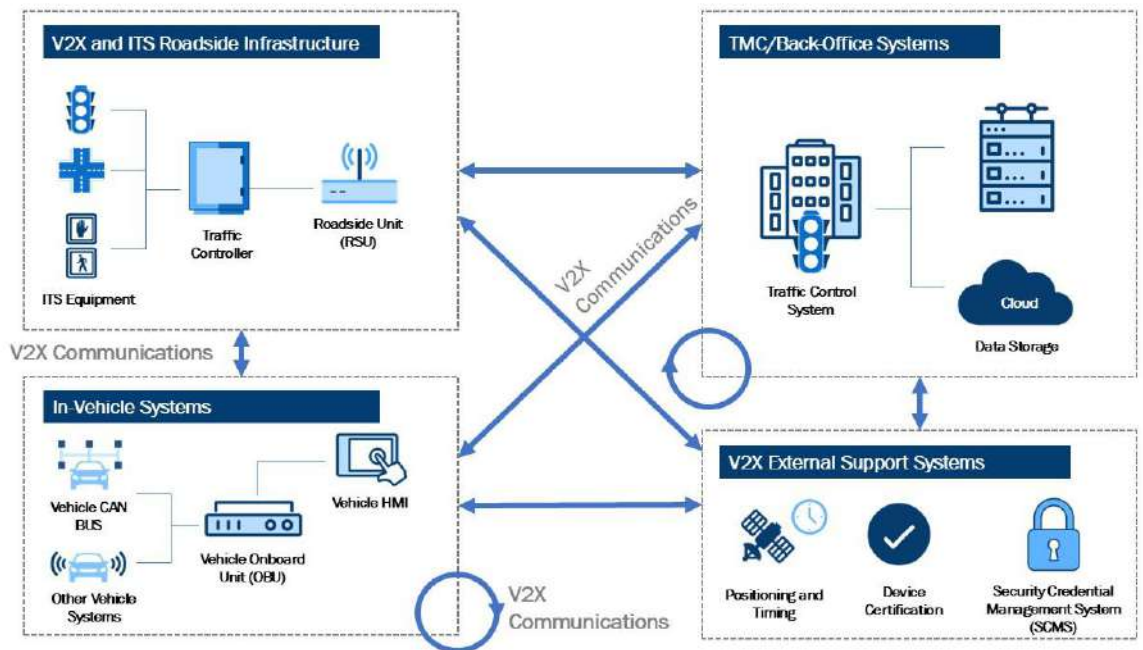 V2X and ITS Roadside Infrastructure
ITS Equipment
Traffic
Controller
Roadside Unit
(RSU)
TMC/Back-Office Systems
Traffic Control
System
Cloud
Data Storage
V2X
Communications
V2X Communications
In-Vehicle Systems
Vehicle CAN
BUS
Other Vehicle
Systems
Vehicle Onboard
Unit (OBU)
Vehicle HMI
V2X
Communications
V2X External Support Systems
Positioning and
Timing
Device
Certification
Security Credential
Management System
(SCMS)